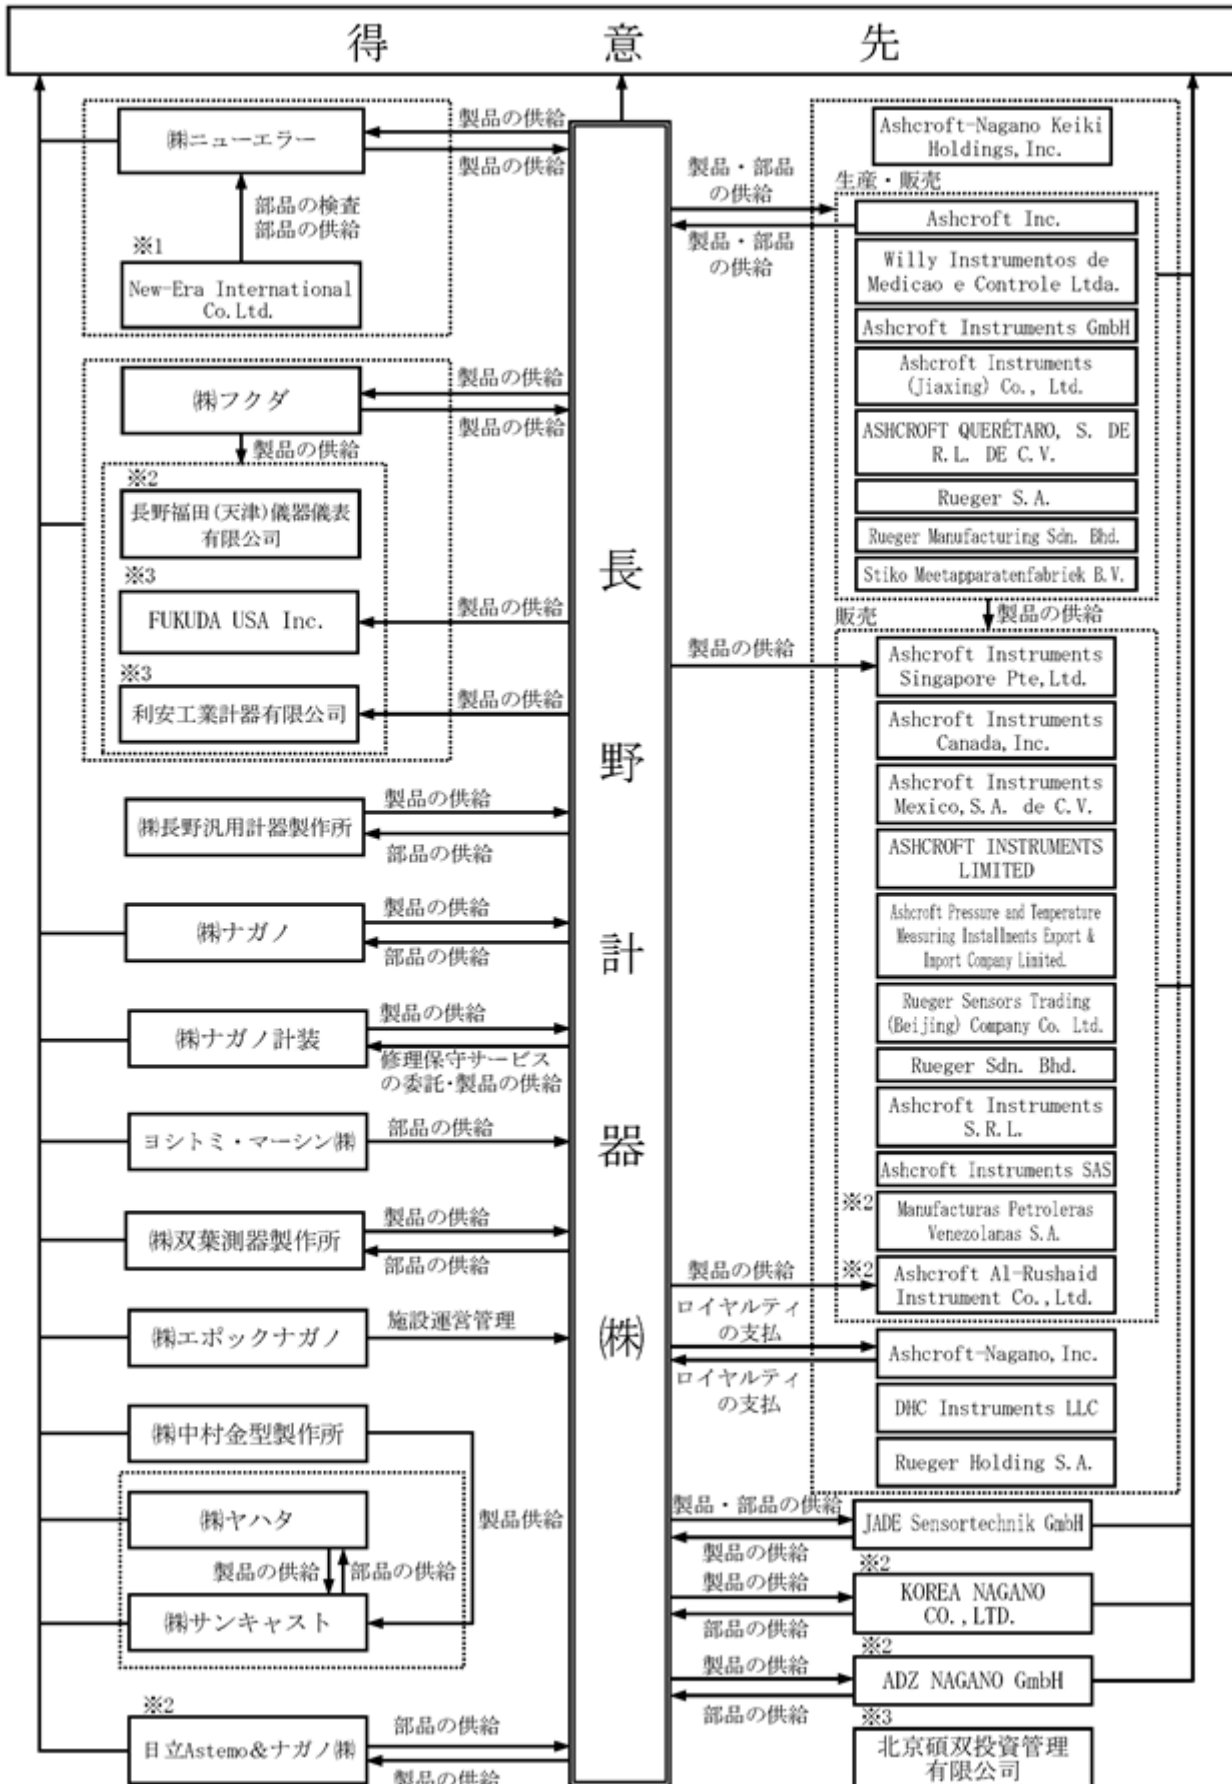 得意先
㈱ニューエラー
製品の供給
製品の供給
部品の検査
部品の供給
※1
New-Era International
Co.Ltd.
㈱フクダ
製品の供給
製品の供給
製品の供給
※2
長野福田(天津)儀器儀表
有限公司
※3
FUKUDA USA Inc.
製品の供給
※3
利安工業計器有限公司
製品の供給
㈱長野汎用計器製作所
製品の供給
部品の供給
㈱ナガノ
製品の供給
部品の供給
㈱ナガノ計装
製品の供給
修理保守サービス
の委託・製品の供給
ヨシトミ・マーシン㈱
部品の供給
㈱双葉測器製作所
製品の供給
部品の供給
㈱エポックナガノ
施設運営管理
㈱中村金型製作所
製品供給
㈱ヤハタ
製品の供給
部品の供給
㈱サンキャスト
※2
日立Astemo&ナガノ㈱
部品の供給
製品の供給
長野計器㈱
Ashcroft-Nagano Keiki
Holdings,Inc.
生産・販売
製品・部品
の供給
製品・部品
の供給
Ashcroft Inc.
Willy Instrumentos de
Medicao e Controle Ltda.
Ashcroft Instruments GmbH
Ashcroft Instruments
(Jiaxing) Co., Ltd.
ASHCROFT QUERÉTARO, S. DE
R.L. DE C.V.
Rueger S.A.
Rueger Manufacturing Sdn. Bhd.
Stiko Meetapparatenfabriek B.V.
製品の供給
販売
製品の供給
Ashcroft Instruments
Singapore Pte,Ltd.
Ashcroft Instruments
Canada,Inc.
Ashcroft Instruments
Mexico,S.A. de C.V.
ASHCROFT INSTRUMENTS
LIMITED
Ashcroft Pressure and Temperature
Measuring Installments Export &
Import Company Limited.
Rueger Sensors Trading
(Beijing) Company Co. Ltd.
Rueger Sdn. Bhd.
Ashcroft Instruments
S.R.L.
Ashcroft Instruments SAS
※2
Manufacturas Petroleras
Venezolanas S.A.
製品の供給
※2
Ashcroft Al-Rushaid
Instrument Co.,Ltd.
ロイヤルティ
の支払
ロイヤルティ
の支払
Ashcroft-Nagano,Inc.
DHC Instruments LLC
Rueger Holding S.A.
製品・部品の供給
製品の供給
JADE Sensortechnik GmbH
※2
製品の供給
部品の供給
KOREA NAGANO
CO.,LTD.
※2
製品の供給
部品の供給
ADZ NAGANO GmbH
※3
北京碩双投資管理
有限公司